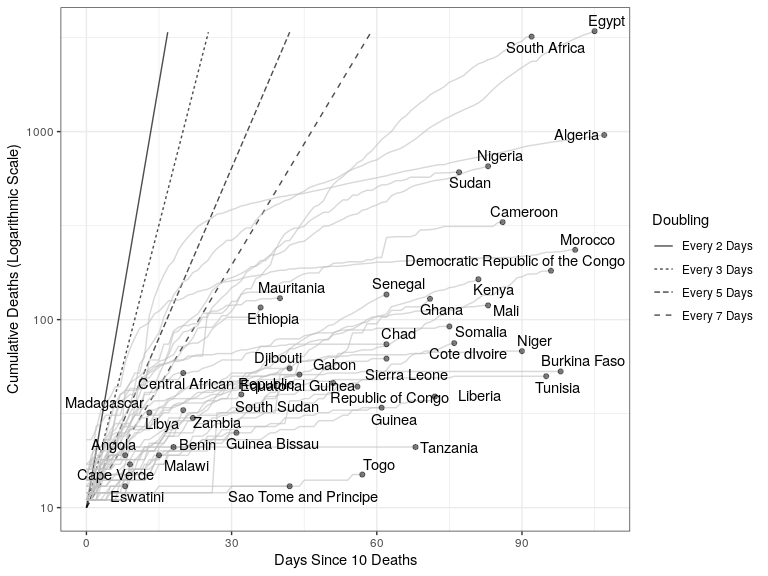 Egypt
South Africa
1000
Algeria
Nigeria
Sudan
Cameroon
Morocco
Democratic Republic of the Congo
Mauritania
Senegal
Kenya
Ethiopia
Ghana
Mali
100
Chad
Somalia
Niger
Djibouti
Gabon
Cote dIvoire
Burkina Faso
Central African Republic
Equatorial Guinea
Sierra Leone
Tunisia
Madagascar
South Sudan
Republic of Congo
Liberia
Libya
Zambia
Guinea
Angola
Benin
Guinea Bissau
Tanzania
Cape Verde
Malawi
Togo
Eswatini
Sao Tome and Principe
10
0
30
60
90
Days Since 10 Deaths
Cumulative Deaths (Logarithmic Scale)
Doubling
Every 2 Days
Every 3 Days
Every 5 Days
Every 7 Days